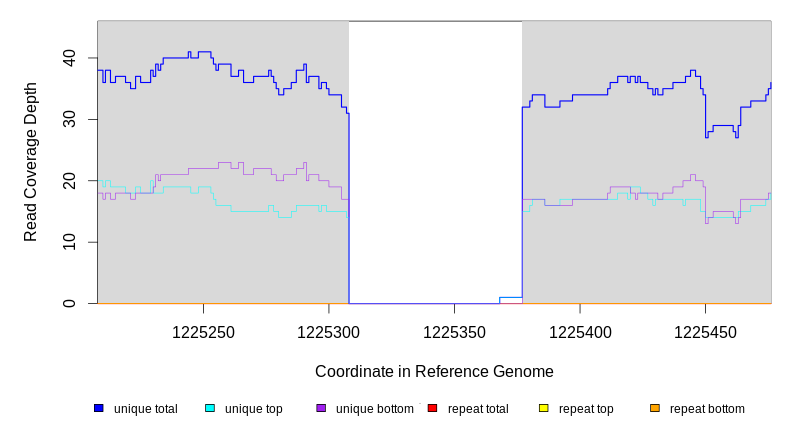 40
30
20
10
0
Read Coverage Depth
1225250 1225300 1225350 1225400 1225450
Coordinate in Reference Genome
unique total unique top unique bottom repeat total repeat top repeat bottom